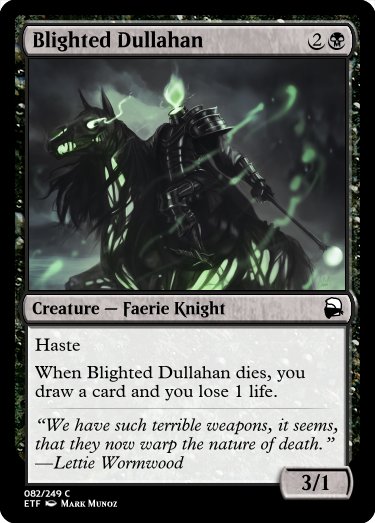 Blighted Dullahan 2
Creature — Faerie Knight
Haste
When Blighted Dullahan dies, you
draw a card and you lose 1 life.
“We have such terrible weapons, it seems,
that they now warp the nature of death.”
—Lettie Wormwood
3/1
082/249 C
ETF Mark Munoz